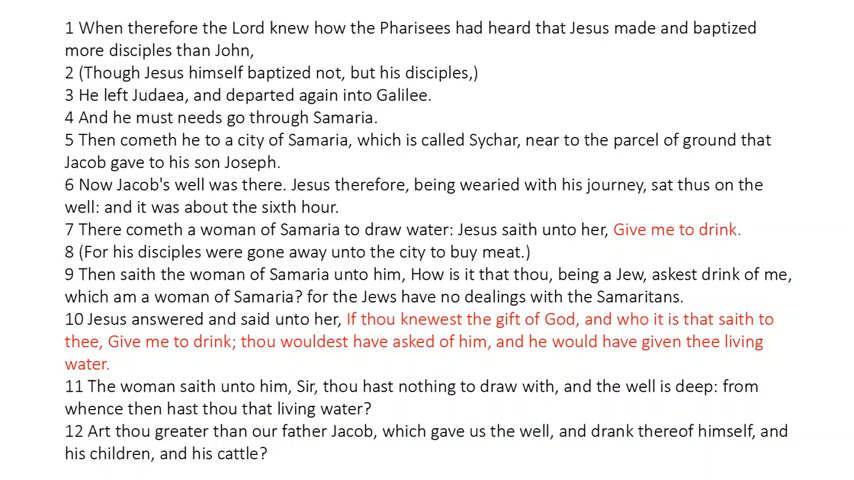 1 When therefore the Lord knew how the Pharisees had heard that Jesus made and baptized
more disciples than John,
2 (Though Jesus himself baptized not, but his disciples,)
3 He left Judaea, and departed again into Galilee.
4 And he must needs go through Samaria.
5 Then cometh he to a city of Samaria, which is called Sychar, near to the parcel of ground that
Jacob gave to his son Joseph.
6 Now Jacob's well was there. Jesus therefore, being wearied with his journey, sat thus on the
well: and it was about the sixth hour.
7 There cometh a woman of Samaria to draw water: Jesus saith unto her, Give me to drink.
8 (For his disciples were gone away unto the city to buy meat.)
9 Then saith the woman of Samaria unto him, How is it that thou, being a Jew, askest drink of me,
which am a woman of Samaria? for the Jews have no dealings with the Samaritans.
10 Jesus answered and said unto her, If thou knewest the gift of God, and who it is that saith to
thee, Give me to drink; thou wouldest have asked of him, and he would have given thee living
water.
11 The woman saith unto him, Sir, thou hast nothing to draw with, and the well is deep: from
whence then hast thou that living water?
12 Art thou greater than our father Jacob, which gave us the well, and drank thereof himself, and
his children, and his cattle?